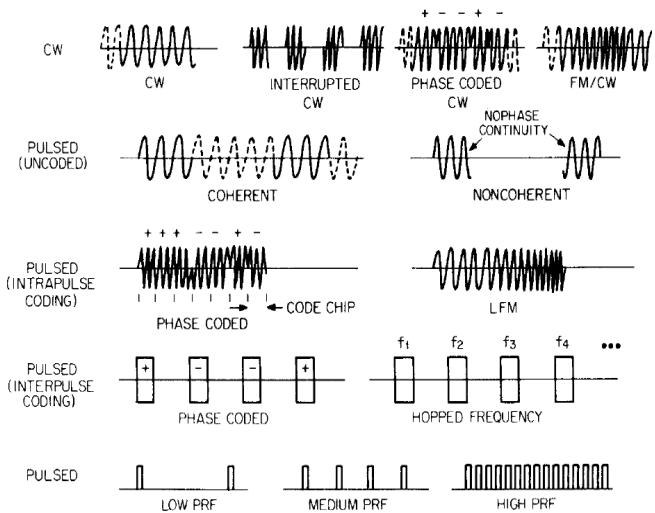 + - - + -
CW
CW
INTERRUPTED
CW
PHASE CODED
CW
FM/CW
PULSED
(UNCODED)
COHERENT
NOPHASE
CONTINUITY
NONCOHERENT
+ + + - - + -
PULSED
(INTRAPULSE
CODING)
CODE CHIP
PHASE CODED
LFM
f1 f2 f3 f4 •••
PULSED
(INTERPULSE
CODING)
+ - - +
PHASE CODED
HOPPED FREQUENCY
PULSED
LOW PRF
MEDIUM PRF
HIGH PRF